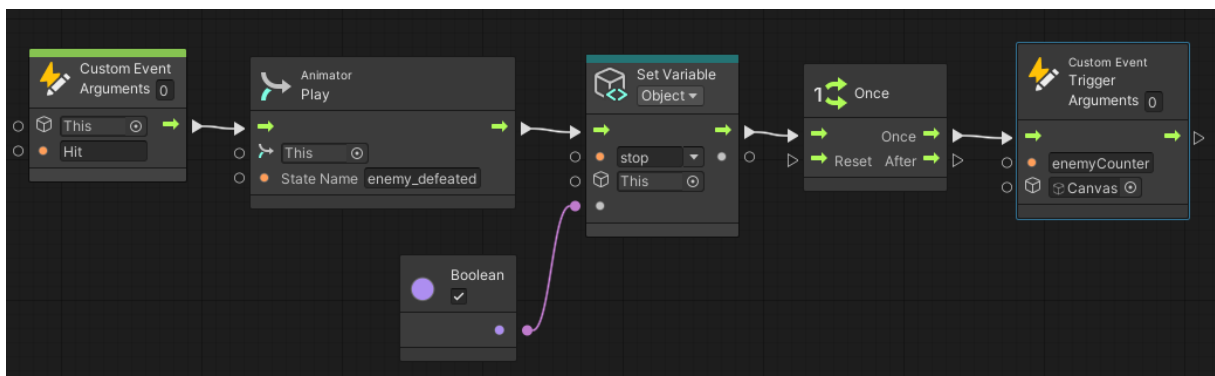 Custom Event
Arguments 0
This
Hit
Animator
Play
This
State Name enemy_defeated
Boolean
Set Variable
Object
stop
This
1 Once
Once
Reset After
Custom Event
Trigger
Arguments 0
enemyCounter
Canvas